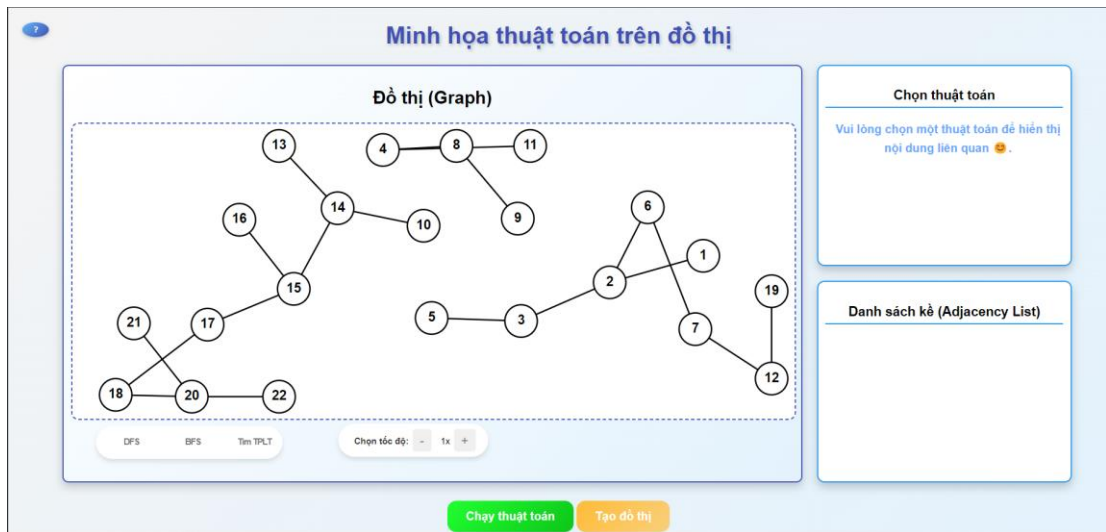 ?
Minh họa thuật toán trên đồ thị
Đồ thị (Graph)
13
4
8
11
16
14
10
9
6
1
2
15
19
21
17
5
3
7
18
20
22
12
DFS
BFS
Tìm TPLT
Chọn tốc độ:
-
1x
+
Chọn thuật toán
Vui lòng chọn một thuật toán để hiển thị
nội dung liên quan 😊 .
Danh sách kề (Adjacency List)
Chạy thuật toán
Tạo đồ thị